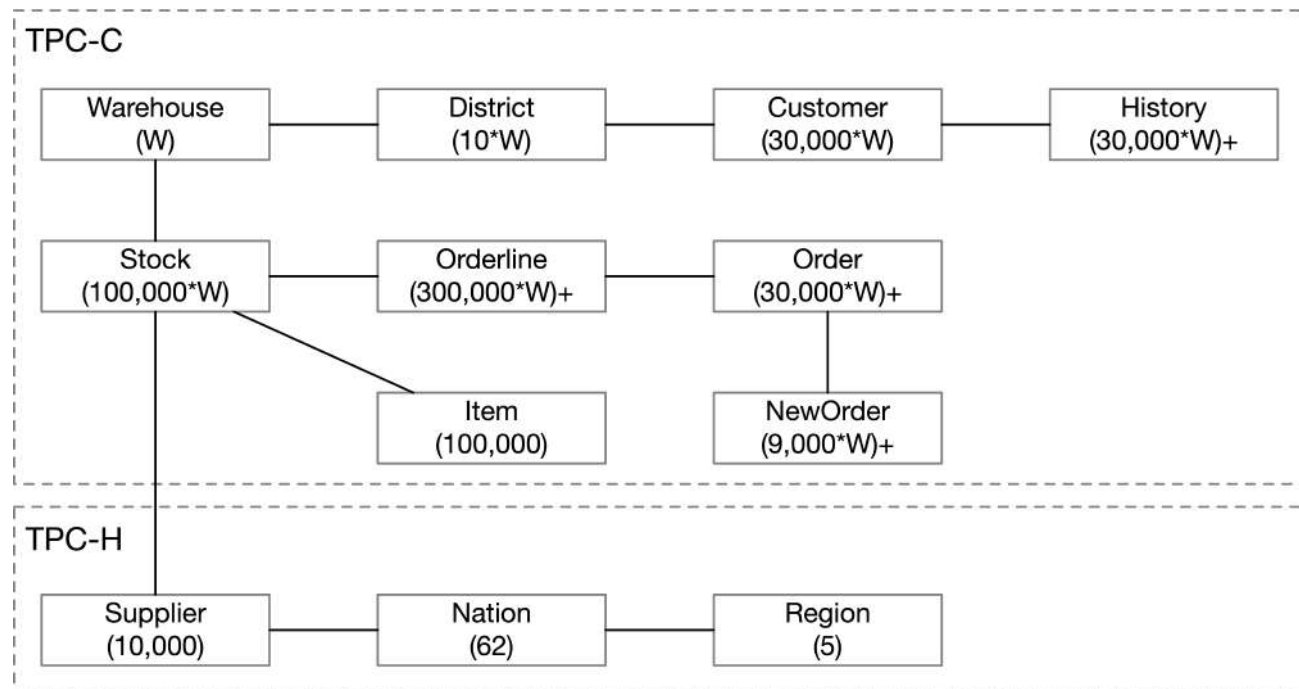 TPC-C
Warehouse
(W)
District
(10*W)
Customer
(30,000*W)
History
(30,000*W)+
Stock
(100,000*W)
Orderline
(300,000*W)+
Order
(30,000*W)+
Item
(100,000)
NewOrder
(9,000*W)+
TPC-H
Supplier
(10,000)
Nation
(62)
Region
(5)